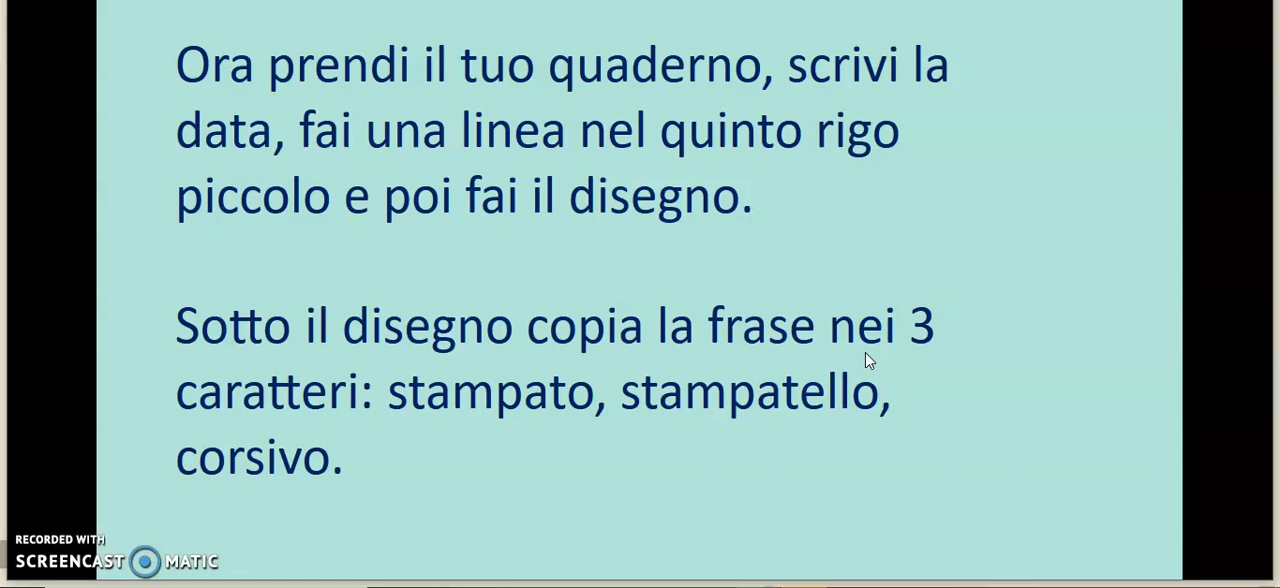 Ora prendi il tuo quaderno, scrivi la
data, fai una linea nel quinto rigo
piccolo e poi fai il disegno.
Sotto il disegno copia la frase nei 3
caratteri: stampato, stampatello,
corsivo.
RECORDED WITH
SCREENCAST MATIC